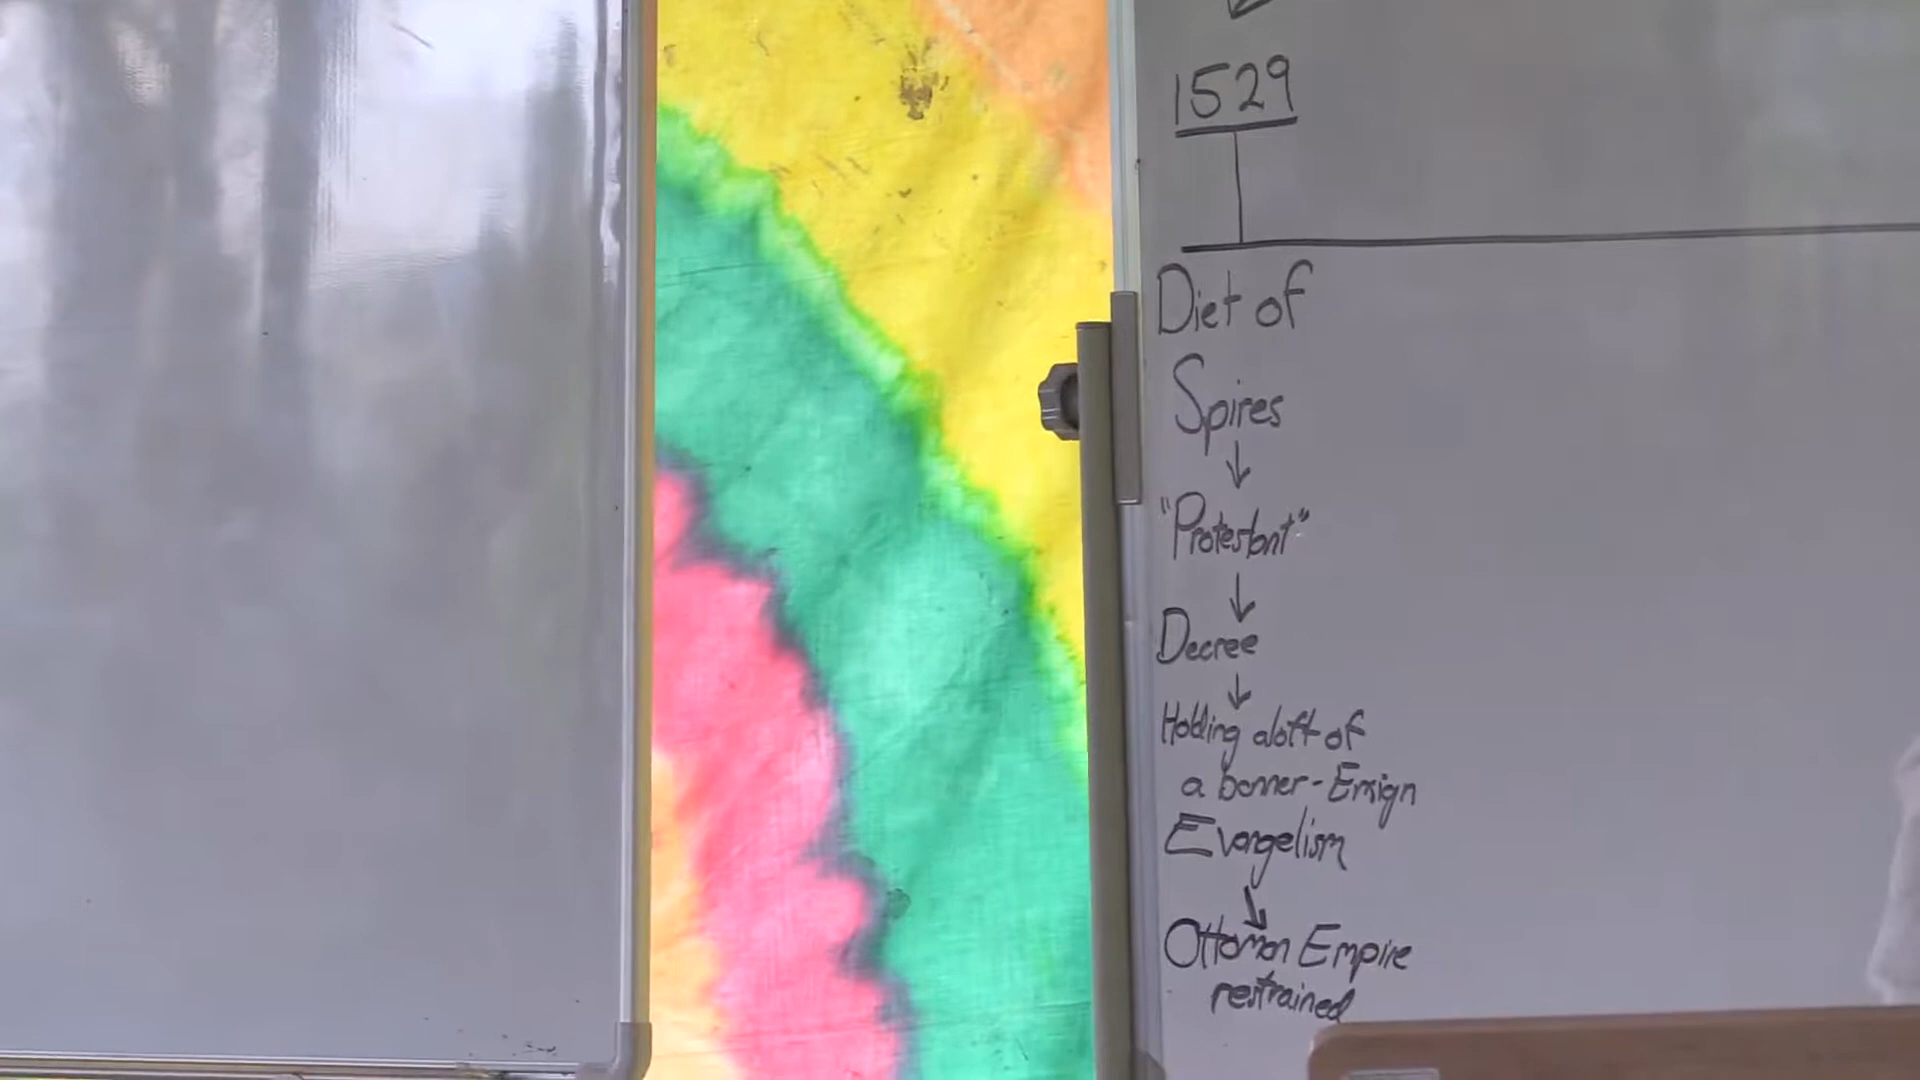 1529
Diet of
Spires
↓
"Protestant"
↓
Decree
↓
Holding aloft of
a banner - Ensign
Evangelism
↓
Ottoman Empire
restrained